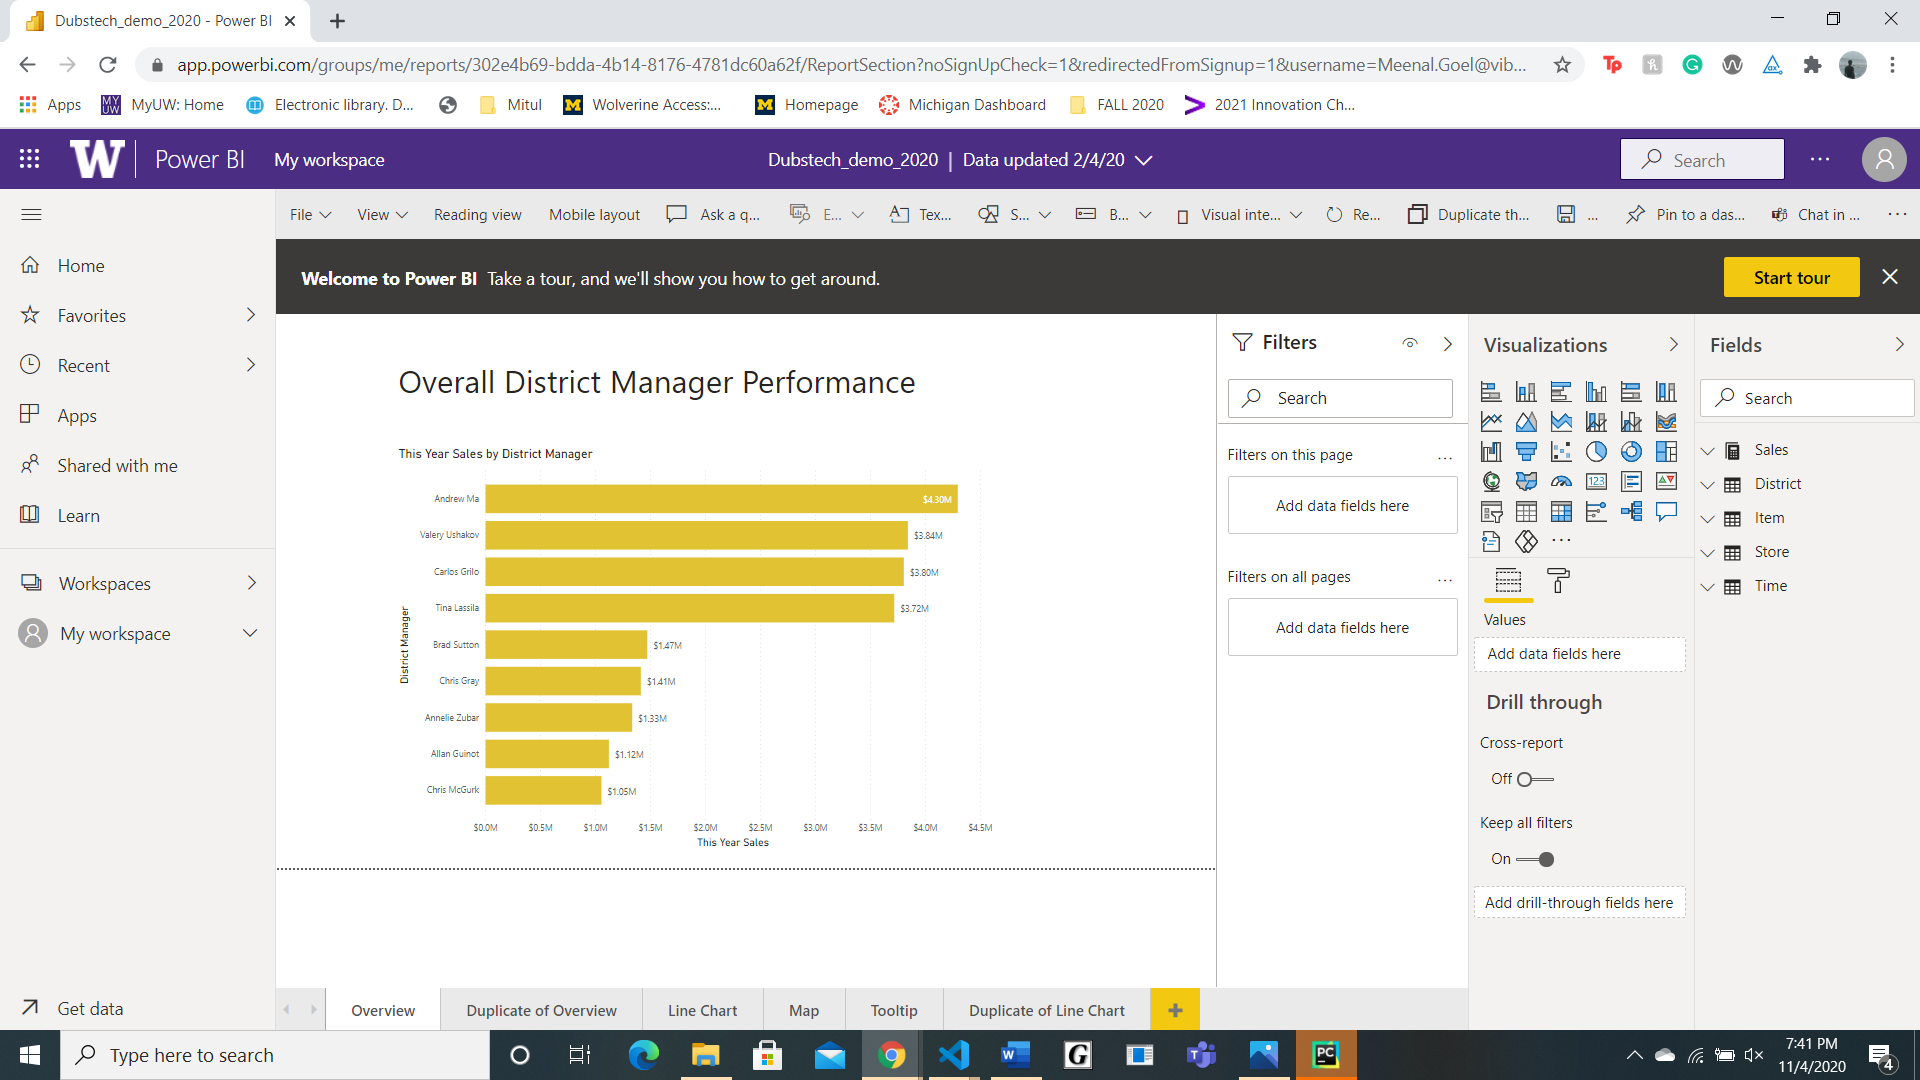 Dubstech_demo_2020 - Power BI
app.powerbi.com/groups/me/reports/302e4b69-bdda-4b14-8176-4781dc60a62f/ReportSection?noSignUpCheck=1&redirectedFromSignup=1&username=Meenal.Goel@vib...
Apps MyUW: Home Electronic library. D... Mitul Wolverine Access:... Homepage Michigan Dashboard FALL 2020 2021 Innovation Ch...
W Power BI My workspace Dubstech_demo_2020 | Data updated 2/4/20 Search
File View Reading view Mobile layout Ask a q... E... Tex... S... B... Visual inte... Re... Duplicate th... ... Pin to a das... Chat in ...
Welcome to Power BI Take a tour, and we'll show you how to get around. Start tour
Home
Favorites
Recent
Apps
Shared with me
Learn
Workspaces
My workspace
Get data
Overall District Manager Performance
This Year Sales by District Manager
District Manager
Andrew Ma $4.30M
Valery Ushakov $3.84M
Carlos Grilo $3.80M
Tina Lassila $3.72M
Brad Sutton $1.47M
Chris Gray $1.41M
Annelie Zubar $1.33M
Allan Guinot $1.12M
Chris McGurk $1.05M
$0.0M $0.5M $1.0M $1.5M $2.0M $2.5M $3.0M $3.5M $4.0M $4.5M
This Year Sales
Filters
Search
Filters on this page ...
Add data fields here
Filters on all pages ...
Add data fields here
Visualizations
123
Values
Add data fields here
Drill through
Cross-report
Off
Keep all filters
On
Add drill-through fields here
Fields
Search
Sales
District
Item
Store
Time
Overview Duplicate of Overview Line Chart Map Tooltip Duplicate of Line Chart +
Type here to search
7:41 PM
11/4/2020
4